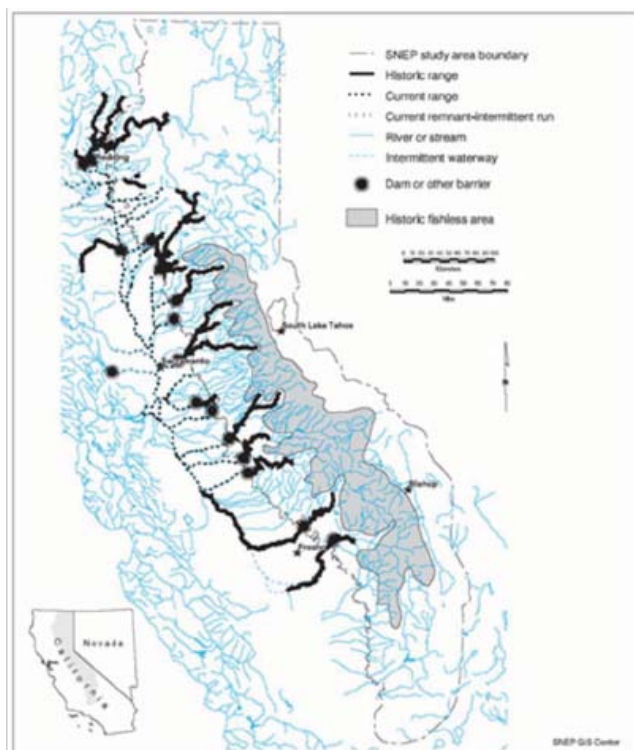 SNEP study area boundary
Historic range
Current range
Current remnant-intermittent run
River or stream
Intermittent waterway
Dam or other barrier
Historic fishless area
Redding
South Lake Tahoe
Sacramento
Bishop
Fresno
Nevada
California
SNEP GIS Center